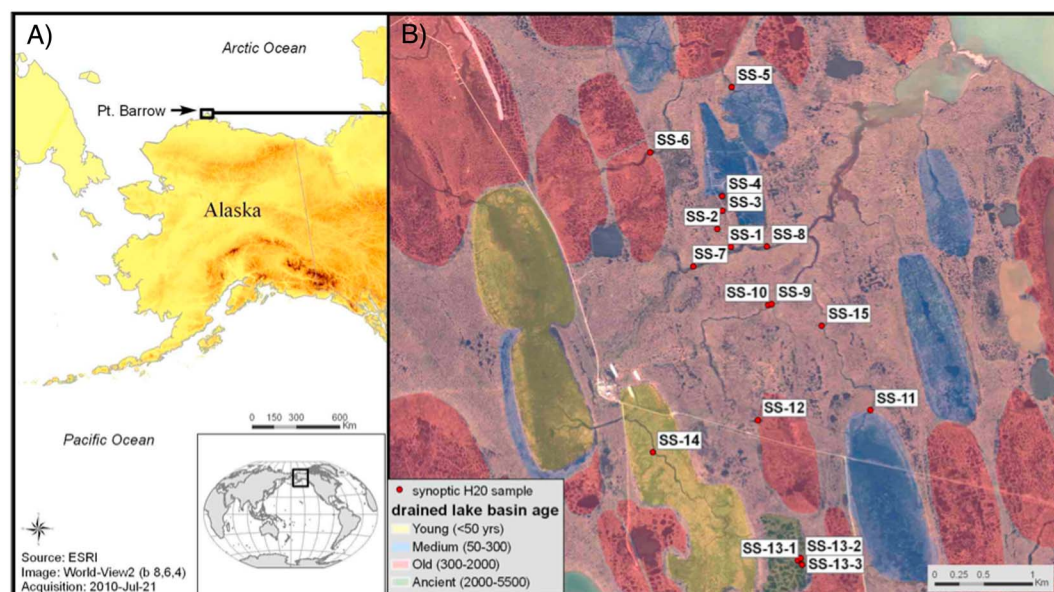 A)
Arctic Ocean
Pt. Barrow
Alaska
Pacific Ocean
0 150 300 600
Km
Source: ESRI
Image: World-View2 (b 8,6,4)
Acquisition: 2010-Jul-21
B)
SS-5
SS-6
SS-4
SS-3
SS-2
SS-1
SS-8
SS-7
SS-10
SS-9
SS-15
SS-11
SS-12
SS-14
SS-13-1
SS-13-2
SS-13-3
synoptic H20 sample
drained lake basin age
Young (<50 yrs)
Medium (50-300)
Old (300-2000)
Ancient (2000-5500)
0 0.25 0.5 1
Km